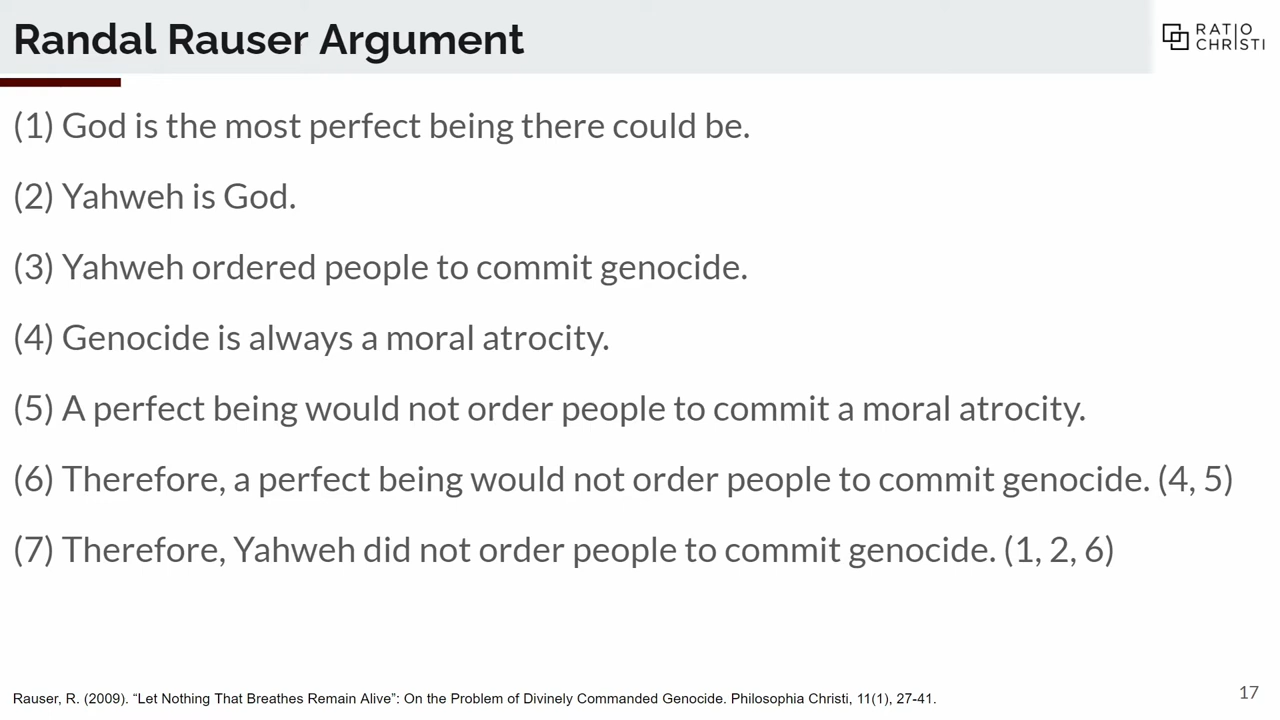 Randal Rauser Argument
RATIO
CHRISTI
(1) God is the most perfect being there could be.
(2) Yahweh is God.
(3) Yahweh ordered people to commit genocide.
(4) Genocide is always a moral atrocity.
(5) A perfect being would not order people to commit a moral atrocity.
(6) Therefore, a perfect being would not order people to commit genocide. (4, 5)
(7) Therefore, Yahweh did not order people to commit genocide. (1, 2, 6)
Rauser, R. (2009). “Let Nothing That Breathes Remain Alive”: On the Problem of Divinely Commanded Genocide. Philosophia Christi, 11(1), 27-41.
17